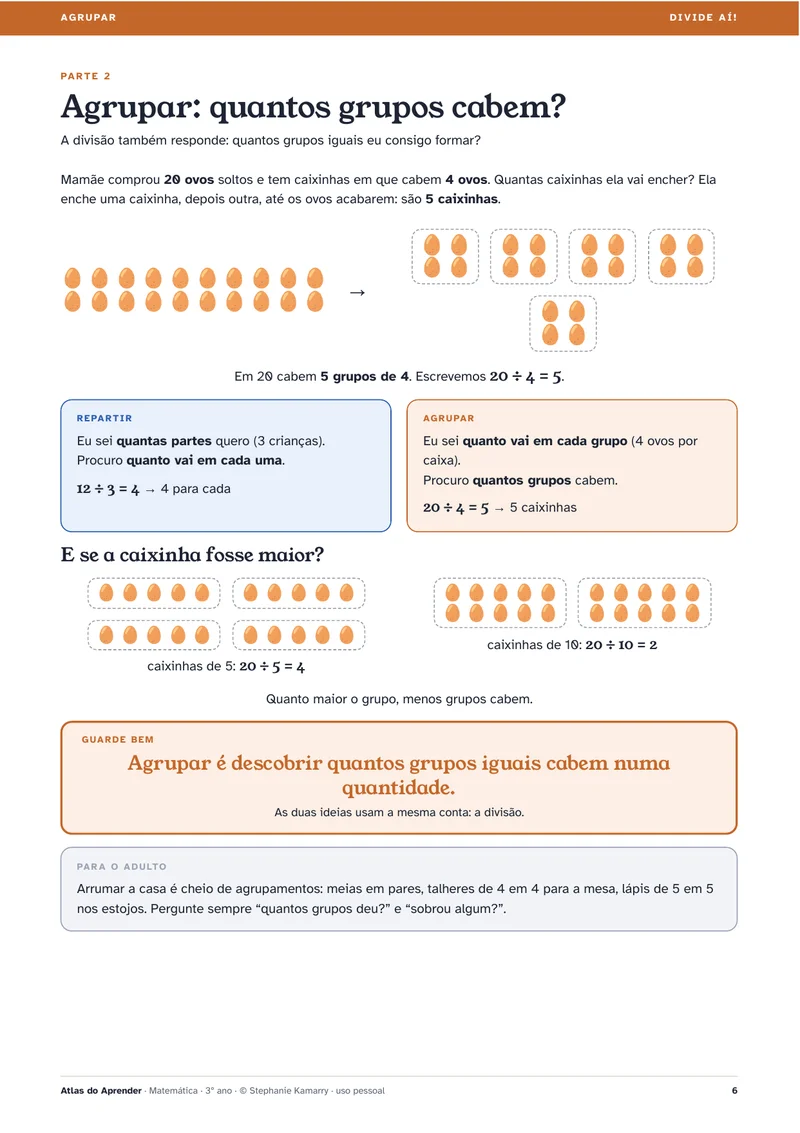 AGRUPAR
DIVIDE AÍ!
PARTE 2
Agrupar: quantos grupos cabem?
A divisão também responde: quantos grupos iguais eu consigo formar?
Mamãe comprou 20 ovos soltos e tem caixinhas em que cabem 4 ovos. Quantas caixinhas ela vai encher? Ela
enche uma caixinha, depois outra, até os ovos acabarem: são 5 caixinhas.
→
Em 20 cabem 5 grupos de 4. Escrevemos 20 ÷ 4 = 5.
REPARTIR
Eu sei quantas partes quero (3 crianças).
Procuro quanto vai em cada uma.
12 ÷ 3 = 4 → 4 para cada
AGRUPAR
Eu sei quanto vai em cada grupo (4 ovos por
caixa).
Procuro quantos grupos cabem.
20 ÷ 4 = 5 → 5 caixinhas
E se a caixinha fosse maior?
caixinhas de 5: 20 ÷ 5 = 4
caixinhas de 10: 20 ÷ 10 = 2
Quanto maior o grupo, menos grupos cabem.
GUARDE BEM
Agrupar é descobrir quantos grupos iguais cabem numa
quantidade.
As duas ideias usam a mesma conta: a divisão.
PARA O ADULTO
Arrumar a casa é cheio de agrupamentos: meias em pares, talheres de 4 em 4 para a mesa, lápis de 5 em 5
nos estojos. Pergunte sempre “quantos grupos deu?” e “sobrou algum?”.
Atlas do Aprender · Matemática · 3º ano · © Stephanie Kamarry · uso pessoal
6